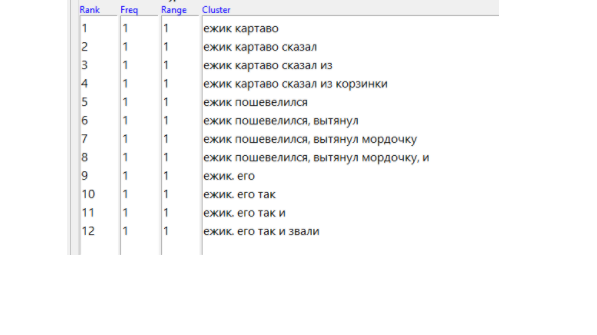 Rank Freq Range Cluster
1 1 1 ежик картаво
2 1 1 ежик картаво сказал
3 1 1 ежик картаво сказал из
4 1 1 ежик картаво сказал из корзинки
5 1 1 ежик пошевелился
6 1 1 ежик пошевелился, вытянул
7 1 1 ежик пошевелился, вытянул мордочку
8 1 1 ежик пошевелился, вытянул мордочку, и
9 1 1 ежик. его
10 1 1 ежик. его так
11 1 1 ежик. его так и
12 1 1 ежик. его так и звали